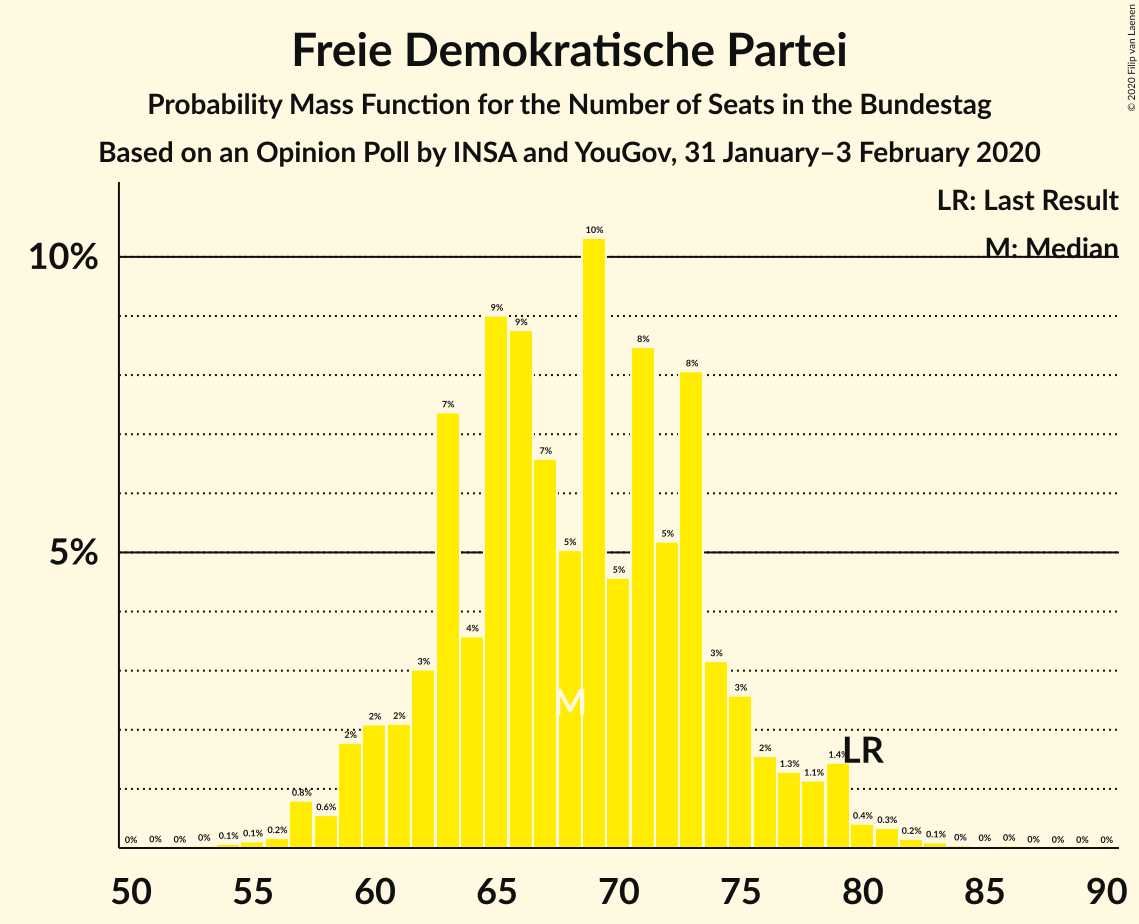 Freie Demokratische Partei
Probability Mass Function for the Number of Seats in the Bundestag
Based on an Opinion Poll by INSA and YouGov, 31 January–3 February 2020
© 2020 Filip van Laenen
LR: Last Result
M: Median
10%
5%
0% 0% 0% 0% 0.1% 0.1% 0.2% 0.8% 0.6% 2% 2% 2% 3% 7% 4% 9% 9% 7% 5% 10% 5% 8% 5% 8% 3% 3% 2% 1.3% 1.1% 1.4% 0.4% 0.3% 0.2% 0.1% 0% 0% 0% 0% 0% 0% 0%
M
LR
50 55 60 65 70 75 80 85 90